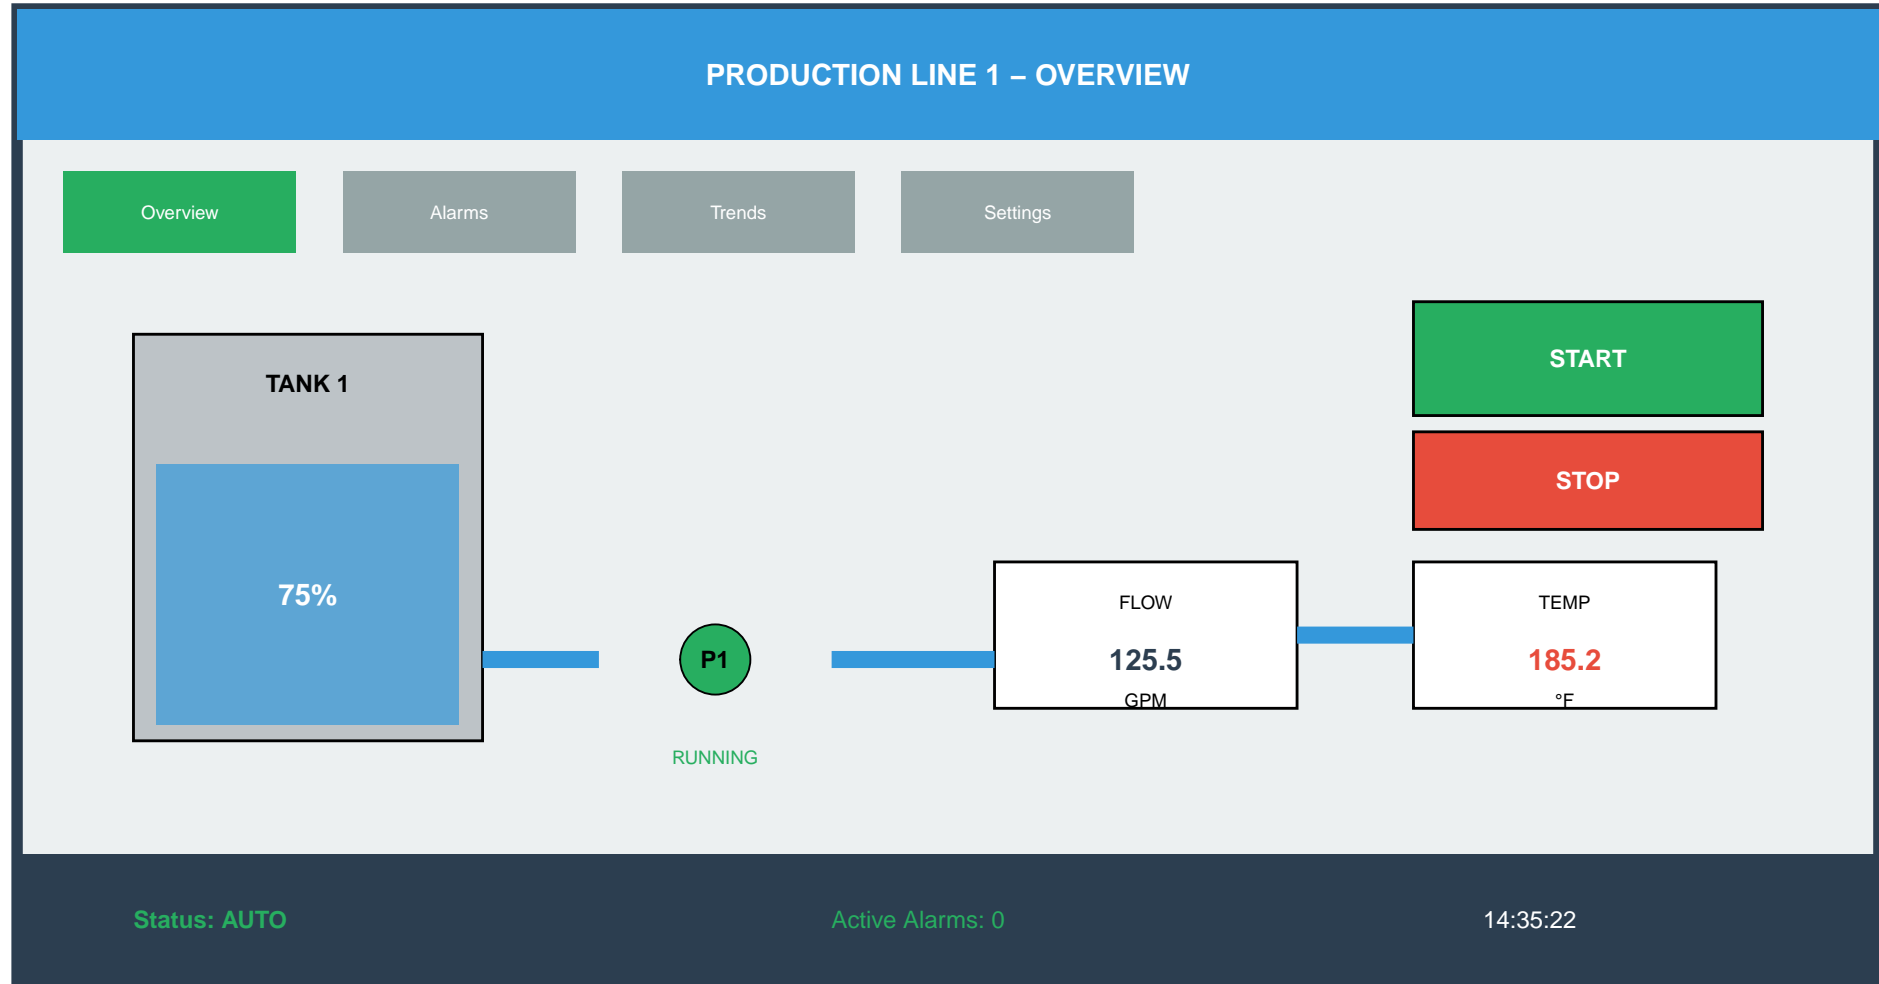 PRODUCTION LINE 1 – OVERVIEW
Overview
Alarms
Trends
Settings
START
TANK 1
STOP
75%
FLOW
TEMP
P1
125.5
185.2
GPM
°F
RUNNING
Status: AUTO
Active Alarms: 0
14:35:22